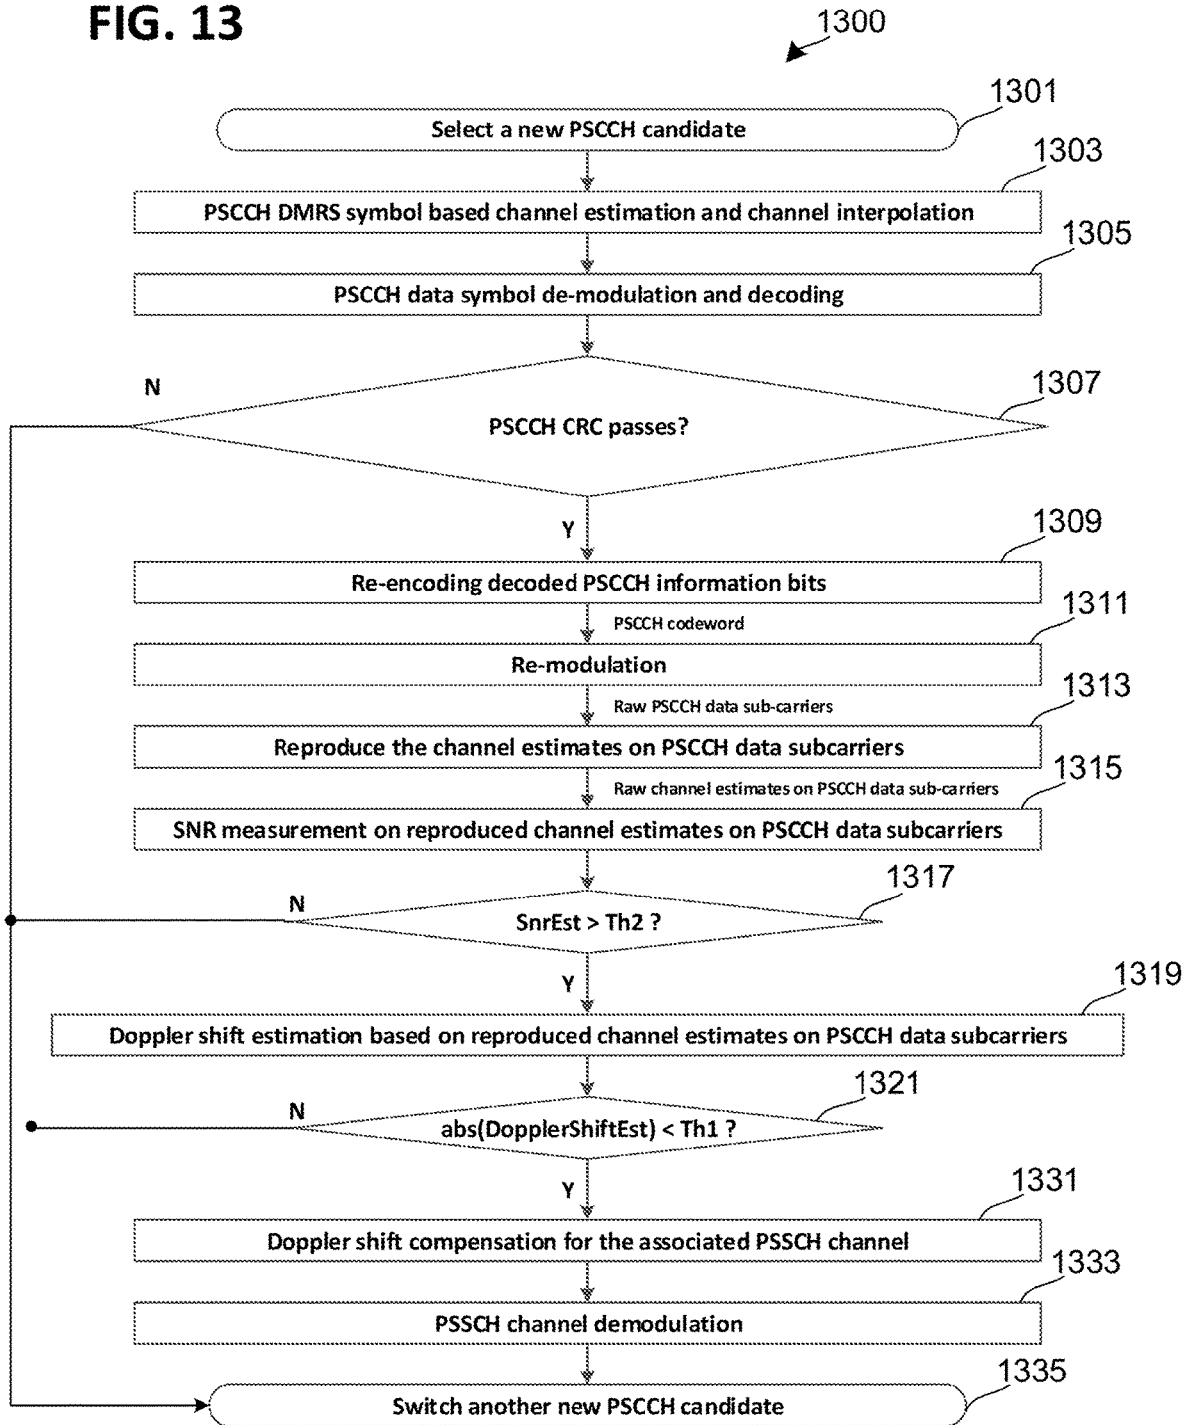 FIG. 13
1300
1301
Select a new PSCCH candidate
1303
PSCCH DMRS symbol based channel estimation and channel interpolation
1305
PSCCH data symbol de-modulation and decoding
1307
N
PSCCH CRC passes?
Y
1309
Re-encoding decoded PSCCH information bits
1311
PSCCH codeword
Re-modulation
1313
Raw PSCCH data sub-carriers
Reproduce the channel estimates on PSCCH data subcarriers
1315
Raw channel estimates on PSCCH data sub-carriers
SNR measurement on reproduced channel estimates on PSCCH data subcarriers
1317
N
SnrEst > Th2 ?
Y
1319
Doppler shift estimation based on reproduced channel estimates on PSCCH data subcarriers
1321
N
abs(DopplerShiftEst) < Th1 ?
Y
1331
Doppler shift compensation for the associated PSSCH channel
1333
PSSCH channel demodulation
1335
Switch another new PSCCH candidate